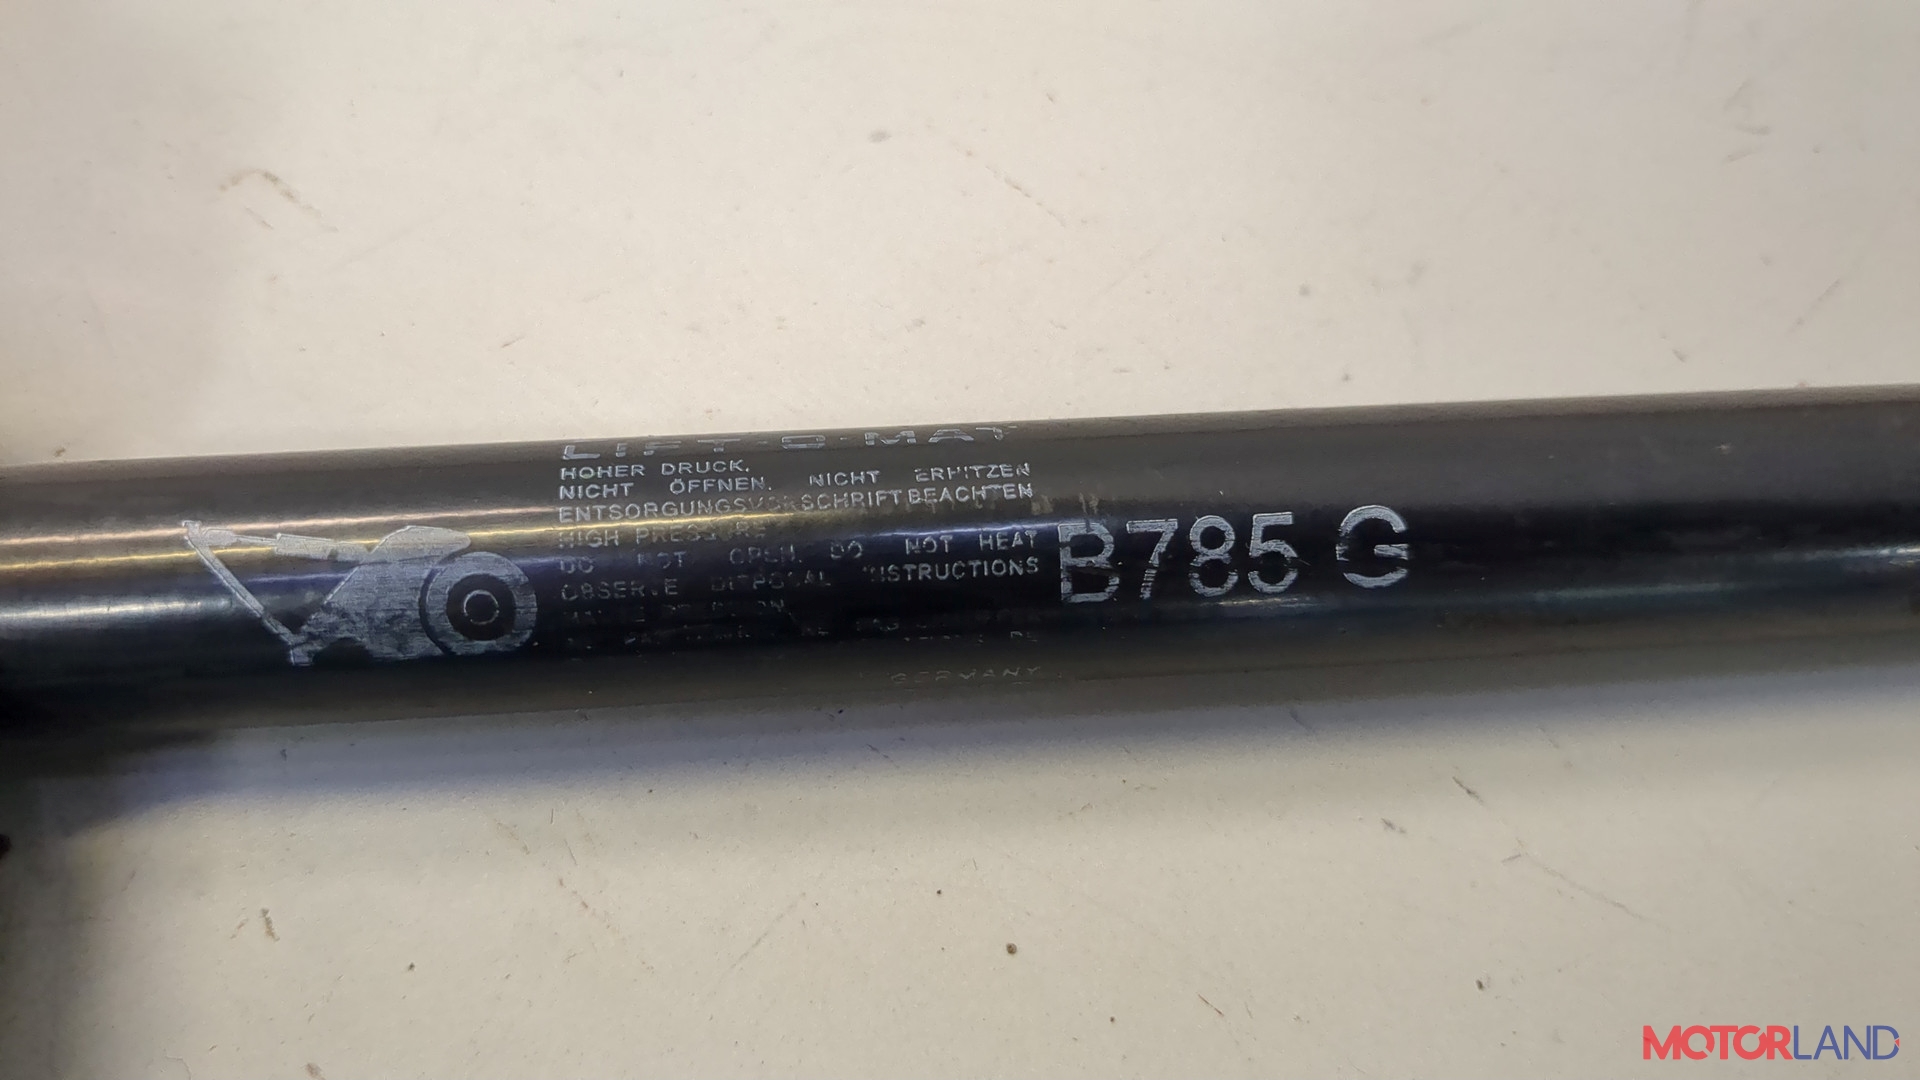 LIFT-O-MAT
HOHER DRUCK.
NICHT ÖFFNEN. NICHT ERHITZEN
ENTSORGUNGSVORSCHRIFT BEACHTEN
HIGH PRESSURE
DO NOT OPEN. DO NOT HEAT
OBSERVE DISPOSAL INSTRUCTIONS
GERMANY
B785 G
MOTORLAND